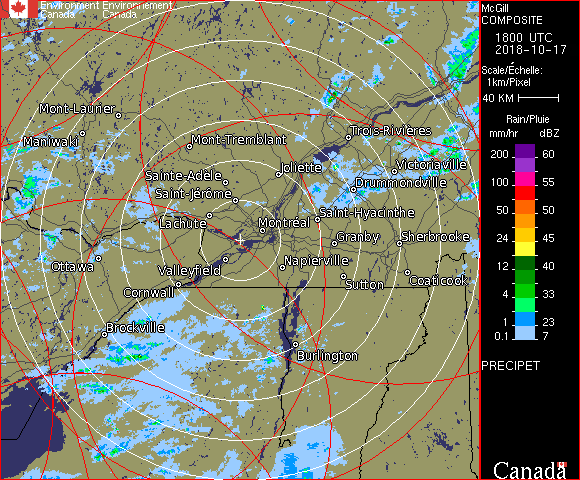 Environment Environnement
Canada Canada
McGill
COMPOSITE
1800 UTC
2018-10-17
Scale/Échelle:
1km/Pixel
40 KM
Rain/Pluie
mm/hr dBZ
200 60
100 55
50 50
24 45
12 40
4 33
1 23
0.1 7
PRECIPET
Mont-Laurier
Maniwaki
Mont-Tremblant
Trois-Rivières
Joliette
Victoriaville
Sainte-Adèle
Drummondville
Saint-Jérôme
Lachute
Saint-Hyacinthe
Montréal
Granby
Sherbrooke
Ottawa
Valleyfield
Napierville
Cornwall
Sutton
Coaticook
Brockville
Burlington
Canada